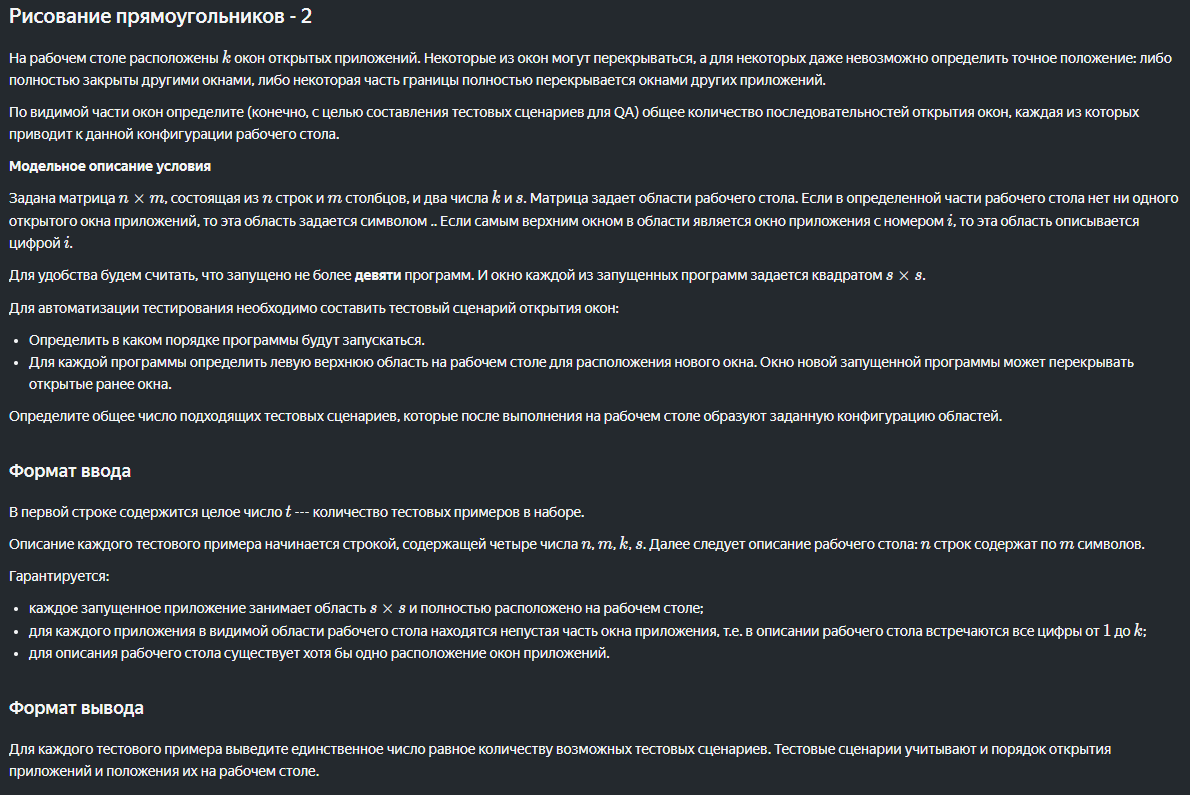 Рисование прямоугольников - 2
На рабочем столе расположены k окон открытых приложений. Некоторые из окон могут перекрываться, а для некоторых даже невозможно определить точное положение: либо
полностью закрыты другими окнами, либо некоторая часть границы полностью перекрывается окнами других приложений.
По видимой части окон определите (конечно, с целью составления тестовых сценариев для QA) общее количество последовательностей открытия окон, каждая из которых
приводит к данной конфигурации рабочего стола.
Модельное описание условия
Задана матрица n × m, состоящая из n строк и m столбцов, и два числа k и s. Матрица задает области рабочего стола. Если в определенной части рабочего стола нет ни одного
открытого окна приложений, то эта область задается символом .. Если самым верхним окном в области является окно приложения с номером i, то эта область описывается
цифрой i.
Для удобства будем считать, что запущено не более девяти программ. И окно каждой из запущенных программ задается квадратом s × s.
Для автоматизации тестирования необходимо составить тестовый сценарий открытия окон:
• Определить в каком порядке программы будут запускаться.
• Для каждой программы определить левую верхнюю область на рабочем столе для расположения нового окна. Окно новой запущенной программы может перекрывать
открытые ранее окна.
Определите общее число подходящих тестовых сценариев, которые после выполнения на рабочем столе образуют заданную конфигурацию областей.
Формат ввода
В первой строке содержится целое число t --- количество тестовых примеров в наборе.
Описание каждого тестового примера начинается строкой, содержащей четыре числа n, m, k, s. Далее следует описание рабочего стола: n строк содержат по m символов.
Гарантируется:
• каждое запущенное приложение занимает область s × s и полностью расположено на рабочем столе;
• для каждого приложения в видимой области рабочего стола находятся непустая часть окна приложения, т.е. в описании рабочего стола встречаются все цифры от 1 до k;
• для описания рабочего стола существует хотя бы одно расположение окон приложений.
Формат вывода
Для каждого тестового примера выведите единственное число равное количеству возможных тестовых сценариев. Тестовые сценарии учитывают и порядок открытия
приложений и положения их на рабочем столе.